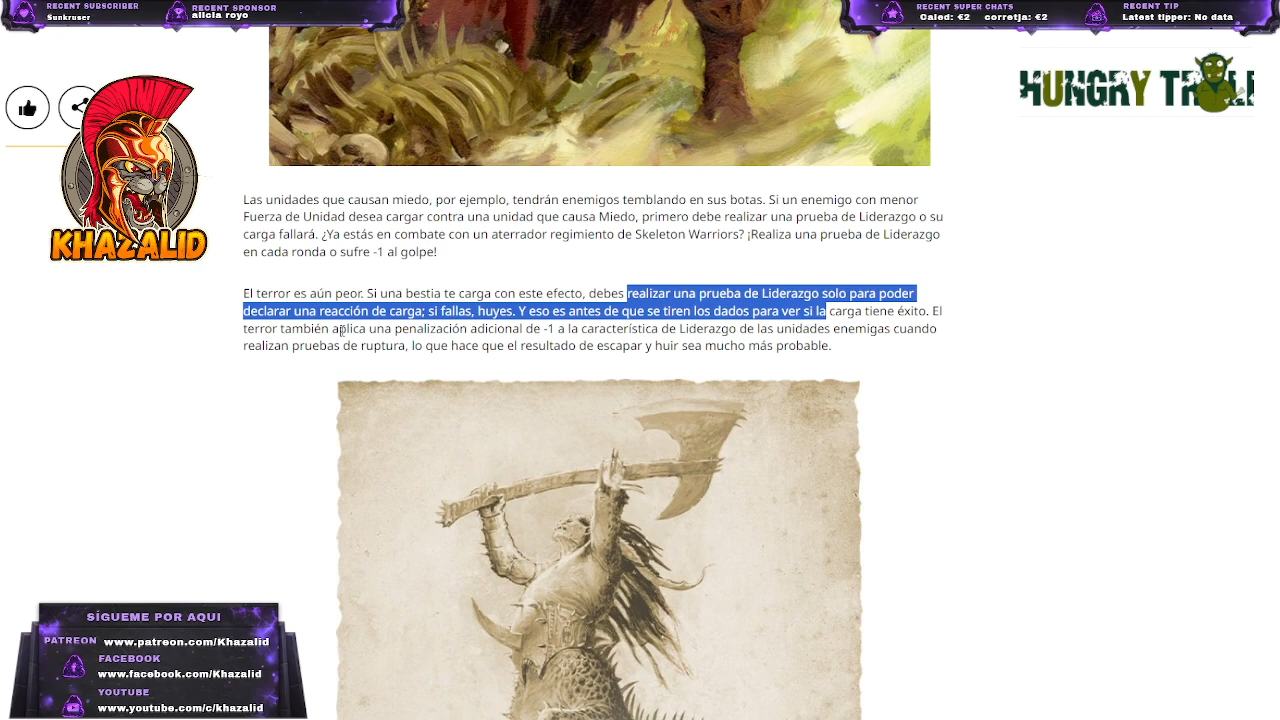 RECENT SUBSCRIBER
Sunkruser
RECENT SPONSOR
alicia royo
RECENT SUPER CHATS
Caled: €2 corretja: €2
RECENT TIP
Latest tipper: No data
HUNGRY TROLL
KHAZALID
Las unidades que causan miedo, por ejemplo, tendrán enemigos temblando en sus botas. Si un enemigo con menor
Fuerza de Unidad desea cargar contra una unidad que causa Miedo, primero debe realizar una prueba de Liderazgo o su
carga fallará. ¿Ya estás en combate con un aterrador regimiento de Skeleton Warriors? ¡Realiza una prueba de Liderazgo
en cada ronda o sufre -1 al golpe!
El terror es aún peor. Si una bestia te carga con este efecto, debes realizar una prueba de Liderazgo solo para poder
declarar una reacción de carga; si fallas, huyes. Y eso es antes de que se tiren los dados para ver si la carga tiene éxito. El
terror también aplica una penalización adicional de -1 a la característica de Liderazgo de las unidades enemigas cuando
realizan pruebas de ruptura, lo que hace que el resultado de escapar y huir sea mucho más probable.
SÍGUEME POR AQUI
PATREON www.patreon.com/Khazalid
FACEBOOK
www.facebook.com/Khazalid
YOUTUBE
www.youtube.com/c/khazalid